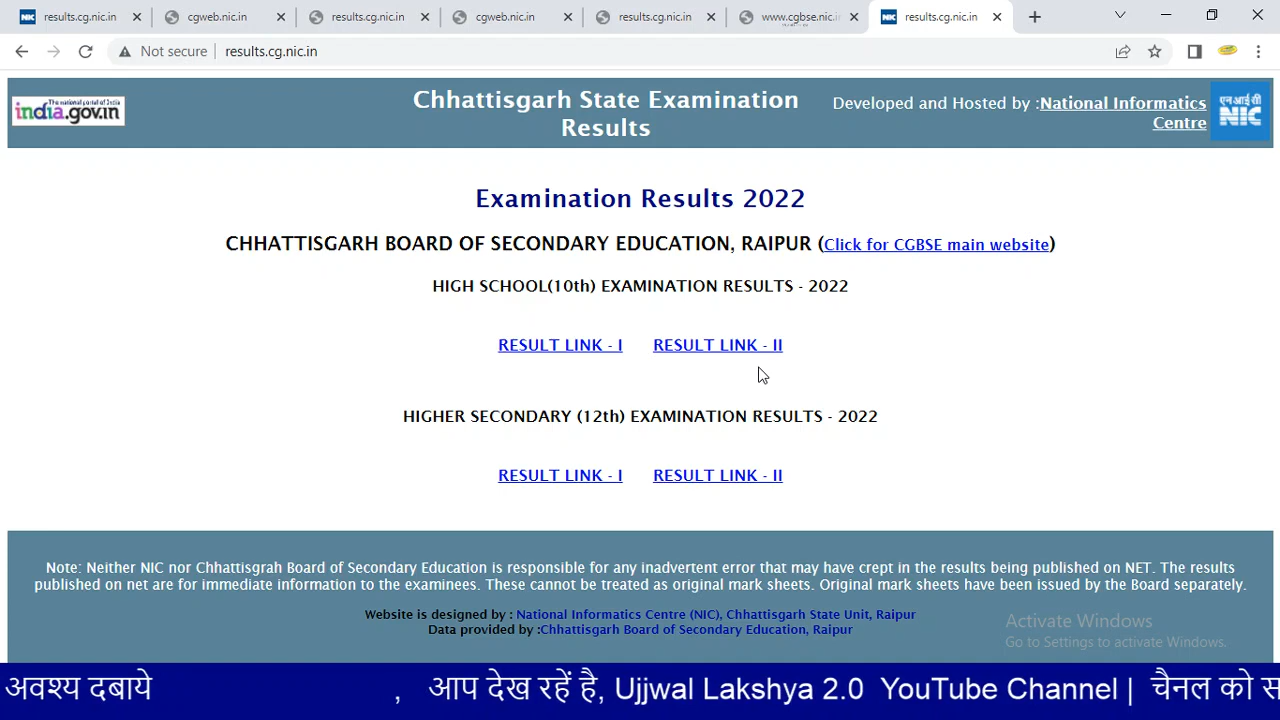 results.cg.nic.in
cgweb.nic.in
results.cg.nic.in
cgweb.nic.in
results.cg.nic.in
www.cgbse.nic.in
results.cg.nic.in
Not secure
results.cg.nic.in
The national portal of India
india.gov.in
Chhattisgarh State Examination
Results
Developed and Hosted by :National Informatics
Centre
एनआईसी
NIC
Examination Results 2022
CHHATTISGARH BOARD OF SECONDARY EDUCATION, RAIPUR (Click for CGBSE main website)
HIGH SCHOOL(10th) EXAMINATION RESULTS - 2022
RESULT LINK - I RESULT LINK - II
HIGHER SECONDARY (12th) EXAMINATION RESULTS - 2022
RESULT LINK - I RESULT LINK - II
Note: Neither NIC nor Chhattisgrah Board of Secondary Education is responsible for any inadvertent error that may have crept in the results being published on NET. The results
published on net are for immediate information to the examinees. These cannot be treated as original mark sheets. Original mark sheets have been issued by the Board separately.
Website is designed by : National Informatics Centre (NIC), Chhattisgarh State Unit, Raipur
Data provided by :Chhattisgarh Board of Secondary Education, Raipur
Activate Windows
Go to Settings to activate Windows.
अवश्य दबाये , आप देख रहें है, Ujjwal Lakshya 2.0 YouTube Channel | चैनल को